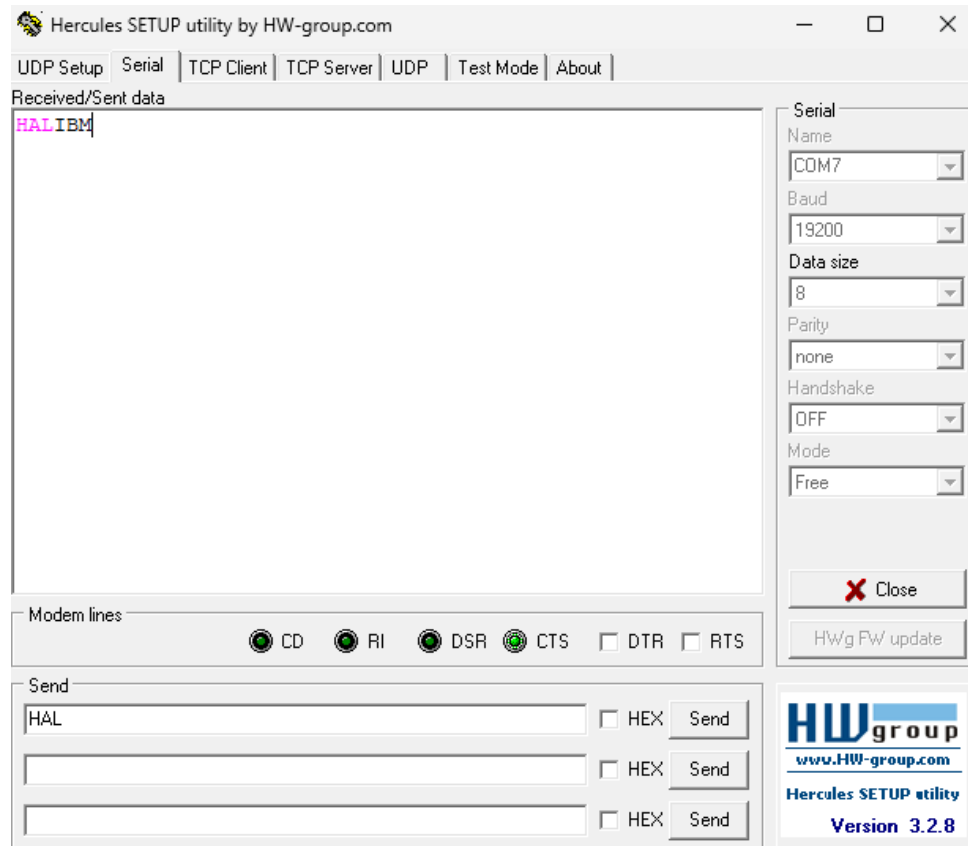 Hercules SETUP utility by HW-group.com
UDP Setup Serial TCP Client TCP Server UDP Test Mode About
Received/Sent data
HALIBM
Serial
Name
COM7
Baud
19200
Data size
8
Parity
none
Handshake
OFF
Mode
Free
Close
HWg FW update
Modem lines
CD RI DSR CTS DTR RTS
Send
HAL HEX Send
HEX Send
HEX Send
HW group
www.HW-group.com
Hercules SETUP utility
Version 3.2.8